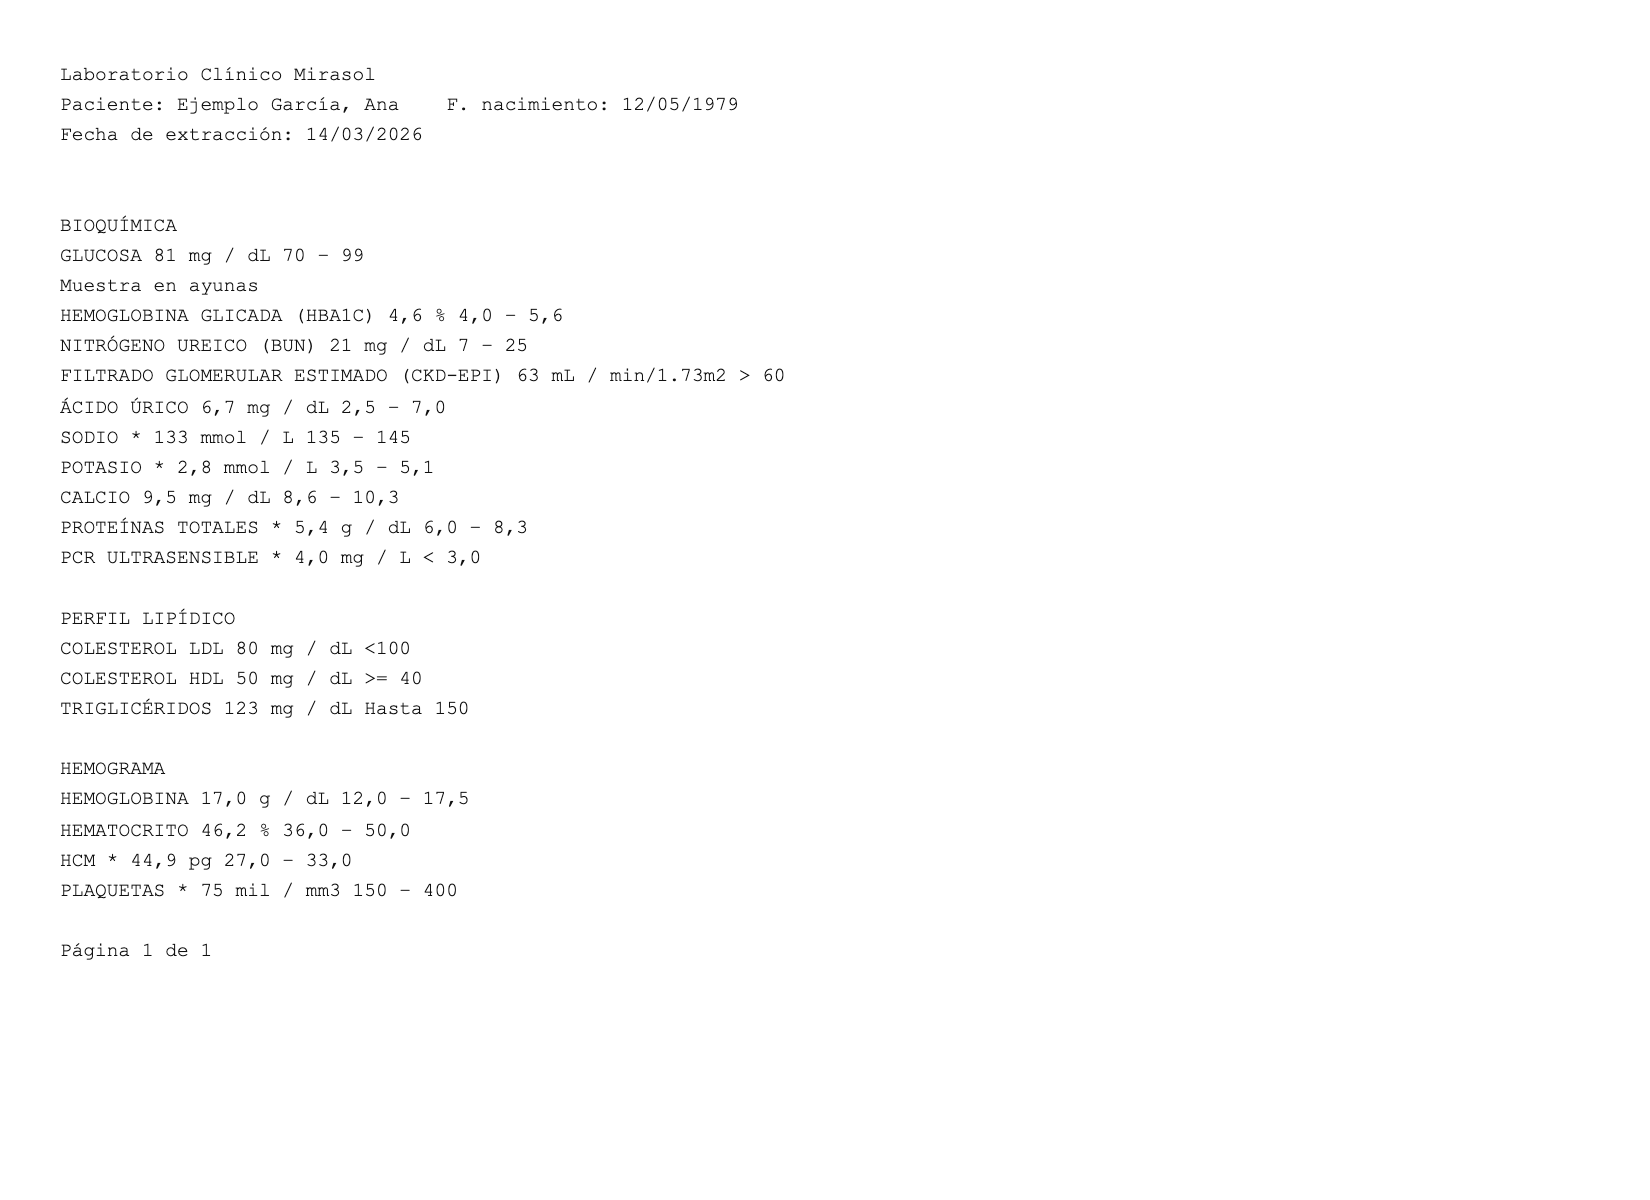 Laboratorio Clínico Mirasol
Paciente: Ejemplo García, Ana    F. nacimiento: 12/05/1979
Fecha de extracción: 14/03/2026
BIOQUÍMICA
GLUCOSA 81 mg / dL 70 - 99
Muestra en ayunas
HEMOGLOBINA GLICADA (HBA1C) 4,6 % 4,0 - 5,6
NITRÓGENO UREICO (BUN) 21 mg / dL 7 - 25
FILTRADO GLOMERULAR ESTIMADO (CKD-EPI) 63 mL / min/1.73m2 > 60
ÁCIDO ÚRICO 6,7 mg / dL 2,5 - 7,0
SODIO * 133 mmol / L 135 - 145
POTASIO * 2,8 mmol / L 3,5 - 5,1
CALCIO 9,5 mg / dL 8,6 - 10,3
PROTEÍNAS TOTALES * 5,4 g / dL 6,0 - 8,3
PCR ULTRASENSIBLE * 4,0 mg / L < 3,0
PERFIL LIPÍDICO
COLESTEROL LDL 80 mg / dL <100
COLESTEROL HDL 50 mg / dL >= 40
TRIGLICÉRIDOS 123 mg / dL Hasta 150
HEMOGRAMA
HEMOGLOBINA 17,0 g / dL 12,0 - 17,5
HEMATOCRITO 46,2 % 36,0 - 50,0
HCM * 44,9 pg 27,0 - 33,0
PLAQUETAS * 75 mil / mm3 150 - 400
Página 1 de 1